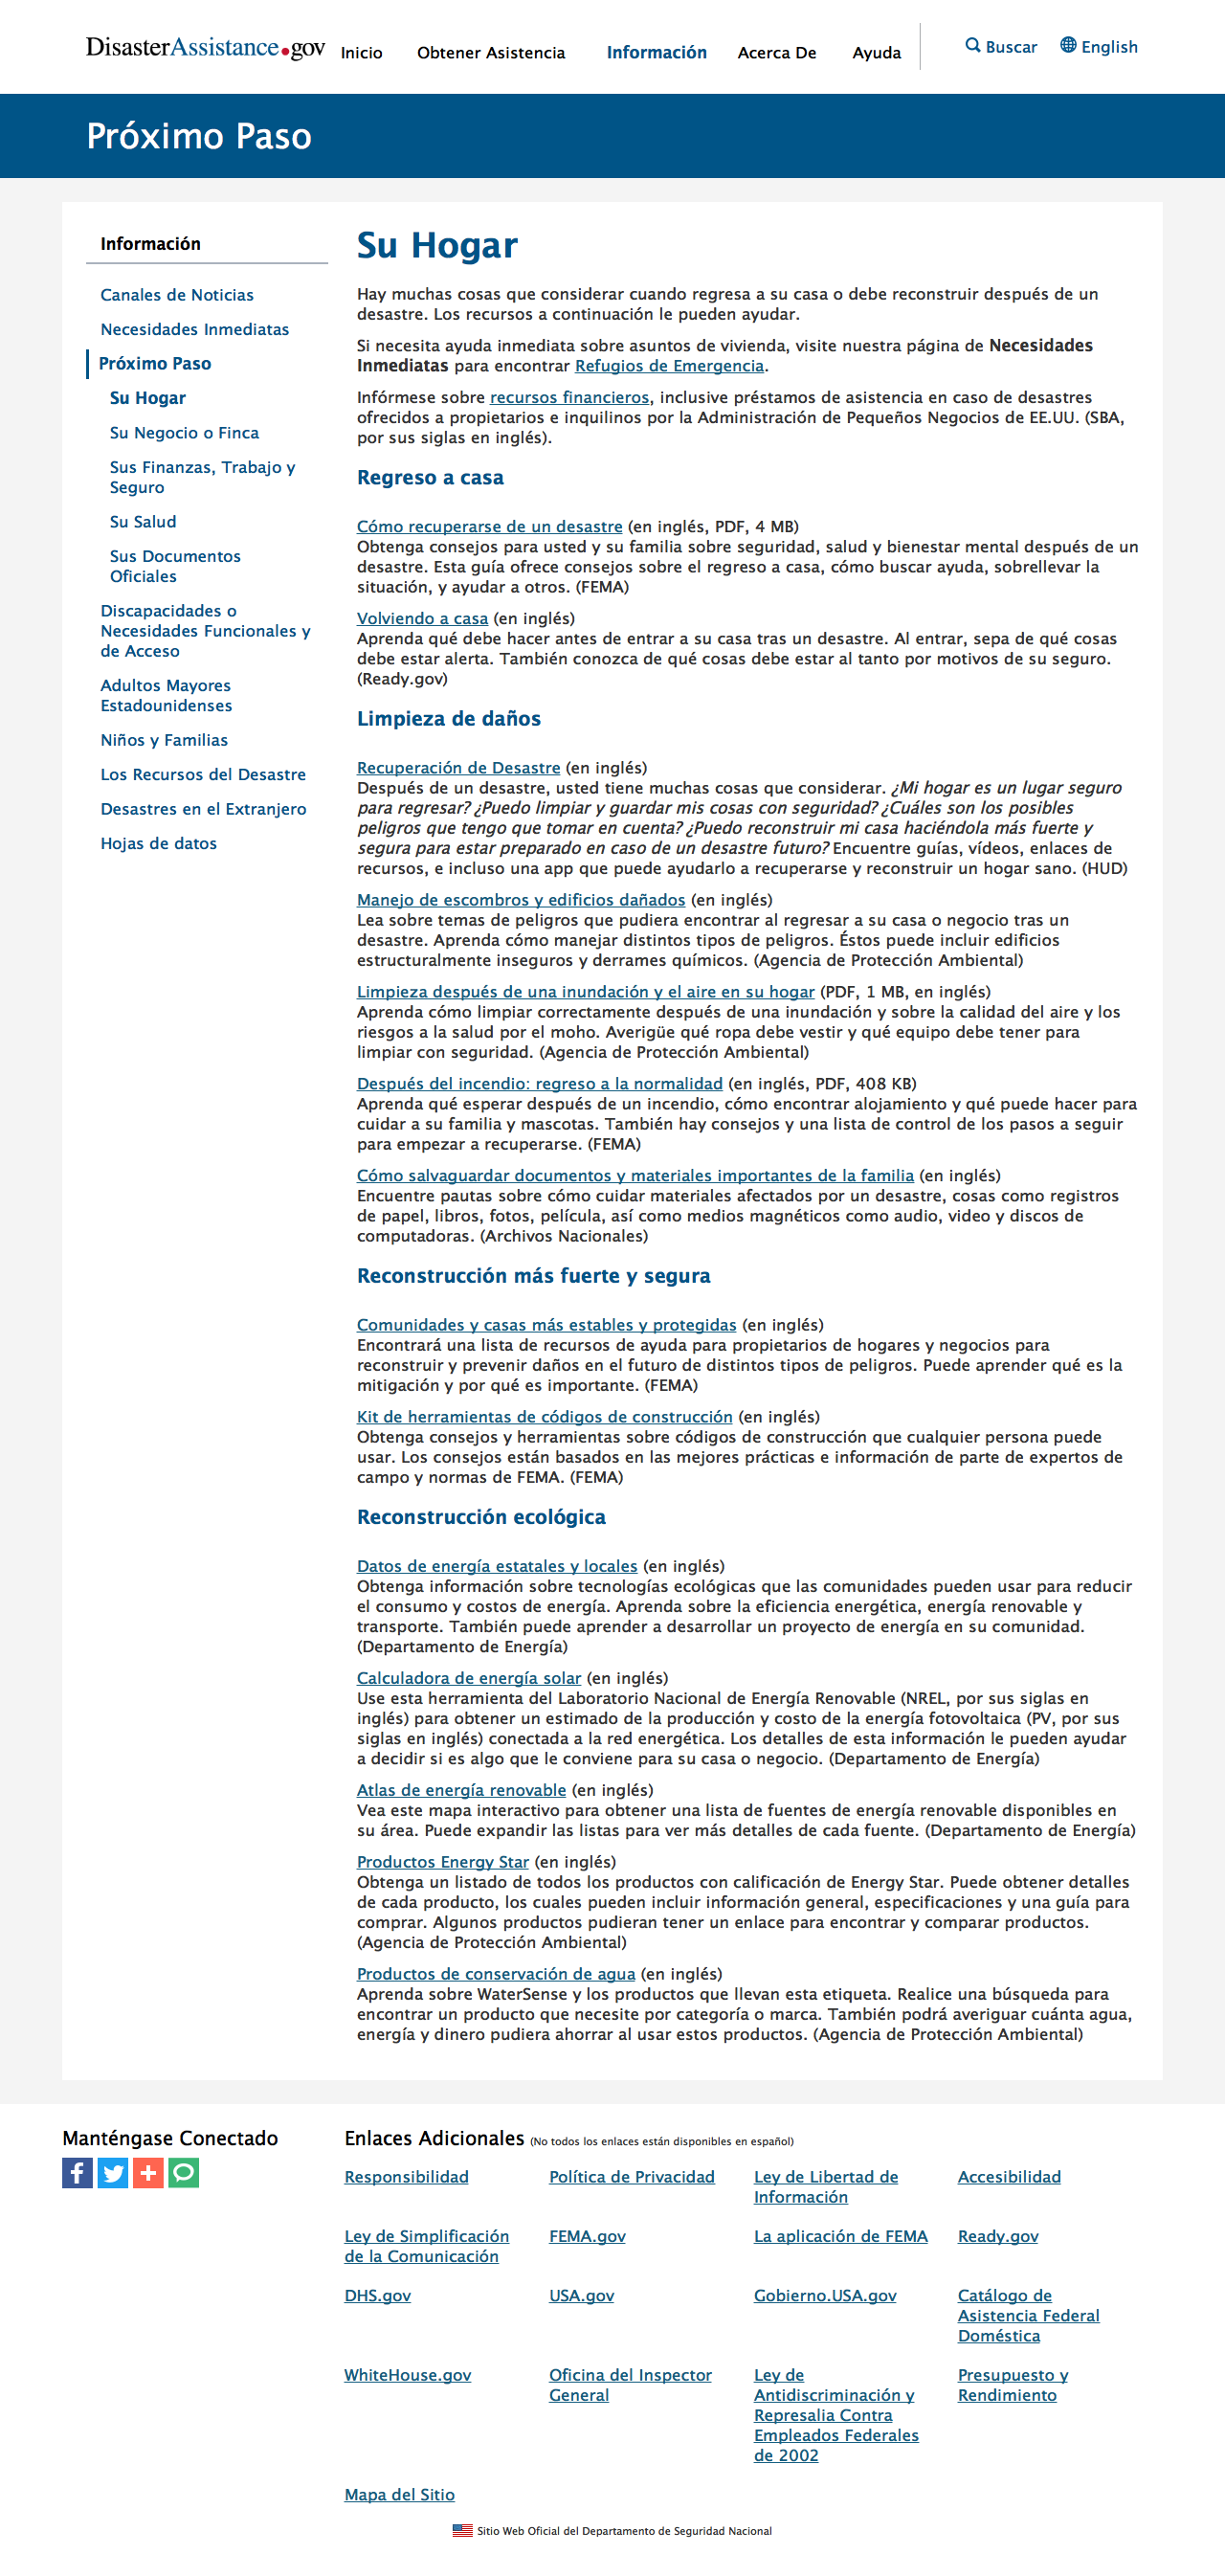 DisasterAssistance.gov
Inicio
Obtener Asistencia
Información
Acerca De
Ayuda
Buscar
English
Próximo Paso
Información
Canales de Noticias
Necesidades Inmediatas
Próximo Paso
Su Hogar
Su Negocio o Finca
Sus Finanzas, Trabajo y
Seguro
Su Salud
Sus Documentos
Oficiales
Discapacidades o
Necesidades Funcionales y
de Acceso
Adultos Mayores
Estadounidenses
Niños y Familias
Los Recursos del Desastre
Desastres en el Extranjero
Hojas de datos
Su Hogar
Hay muchas cosas que considerar cuando regresa a su casa o debe reconstruir después de un
desastre. Los recursos a continuación le pueden ayudar.
Si necesita ayuda inmediata sobre asuntos de vivienda, visite nuestra página de Necesidades
Inmediatas para encontrar Refugios de Emergencia.
Infórmese sobre recursos financieros, inclusive préstamos de asistencia en caso de desastres
ofrecidos a propietarios e inquilinos por la Administración de Pequeños Negocios de EE.UU. (SBA,
por sus siglas en inglés).
Regreso a casa
Cómo recuperarse de un desastre (en inglés, PDF, 4 MB)
Obtenga consejos para usted y su familia sobre seguridad, salud y bienestar mental después de un
desastre. Esta guía ofrece consejos sobre el regreso a casa, cómo buscar ayuda, sobrellevar la
situación, y ayudar a otros. (FEMA)
Volviendo a casa (en inglés)
Aprenda qué debe hacer antes de entrar a su casa tras un desastre. Al entrar, sepa de qué cosas
debe estar alerta. También conozca de qué cosas debe estar al tanto por motivos de su seguro.
(Ready.gov)
Limpieza de daños
Recuperación de Desastre (en inglés)
Después de un desastre, usted tiene muchas cosas que considerar. ¿Mi hogar es un lugar seguro
para regresar? ¿Puedo limpiar y guardar mis cosas con seguridad? ¿Cuáles son los posibles
peligros que tengo que tomar en cuenta? ¿Puedo reconstruir mi casa haciéndola más fuerte y
segura para estar preparado en caso de un desastre futuro? Encuentre guías, vídeos, enlaces de
recursos, e incluso una app que puede ayudarlo a recuperarse y reconstruir un hogar sano. (HUD)
Manejo de escombros y edificios dañados (en inglés)
Lea sobre temas de peligros que pudiera encontrar al regresar a su casa o negocio tras un
desastre. Aprenda cómo manejar distintos tipos de peligros. Éstos puede incluir edificios
estructuralmente inseguros y derrames químicos. (Agencia de Protección Ambiental)
Limpieza después de una inundación y el aire en su hogar (PDF, 1 MB, en inglés)
Aprenda cómo limpiar correctamente después de una inundación y sobre la calidad del aire y los
riesgos a la salud por el moho. Averigüe qué ropa debe vestir y qué equipo debe tener para
limpiar con seguridad. (Agencia de Protección Ambiental)
Después del incendio: regreso a la normalidad (en inglés, PDF, 408 KB)
Aprenda qué esperar después de un incendio, cómo encontrar alojamiento y qué puede hacer para
cuidar a su familia y mascotas. También hay consejos y una lista de control de los pasos a seguir
para empezar a recuperarse. (FEMA)
Cómo salvaguardar documentos y materiales importantes de la familia (en inglés)
Encuentre pautas sobre cómo cuidar materiales afectados por un desastre, cosas como registros
de papel, libros, fotos, película, así como medios magnéticos como audio, video y discos de
computadoras. (Archivos Nacionales)
Reconstrucción más fuerte y segura
Comunidades y casas más estables y protegidas (en inglés)
Encontrará una lista de recursos de ayuda para propietarios de hogares y negocios para
reconstruir y prevenir daños en el futuro de distintos tipos de peligros. Puede aprender qué es la
mitigación y por qué es importante. (FEMA)
Kit de herramientas de códigos de construcción (en inglés)
Obtenga consejos y herramientas sobre códigos de construcción que cualquier persona puede
usar. Los consejos están basados en las mejores prácticas e información de parte de expertos de
campo y normas de FEMA. (FEMA)
Reconstrucción ecológica
Datos de energía estatales y locales (en inglés)
Obtenga información sobre tecnologías ecológicas que las comunidades pueden usar para reducir
el consumo y costos de energía. Aprenda sobre la eficiencia energética, energía renovable y
transporte. También puede aprender a desarrollar un proyecto de energía en su comunidad.
(Departamento de Energía)
Calculadora de energía solar (en inglés)
Use esta herramienta del Laboratorio Nacional de Energía Renovable (NREL, por sus siglas en
inglés) para obtener un estimado de la producción y costo de la energía fotovoltaica (PV, por sus
siglas en inglés) conectada a la red energética. Los detalles de esta información le pueden ayudar
a decidir si es algo que le conviene para su casa o negocio. (Departamento de Energía)
Atlas de energía renovable (en inglés)
Vea este mapa interactivo para obtener una lista de fuentes de energía renovable disponibles en
su área. Puede expandir las listas para ver más detalles de cada fuente. (Departamento de Energía)
Productos Energy Star (en inglés)
Obtenga un listado de todos los productos con calificación de Energy Star. Puede obtener detalles
de cada producto, los cuales pueden incluir información general, especificaciones y una guía para
comprar. Algunos productos pudieran tener un enlace para encontrar y comparar productos.
(Agencia de Protección Ambiental)
Productos de conservación de agua (en inglés)
Aprenda sobre WaterSense y los productos que llevan esta etiqueta. Realice una búsqueda para
encontrar un producto que necesite por categoría o marca. También podrá averiguar cuánta agua,
energía y dinero pudiera ahorrar al usar estos productos. (Agencia de Protección Ambiental)
Manténgase Conectado
Enlaces Adicionales (No todos los enlaces están disponibles en español)
Responsibilidad
Política de Privacidad
Ley de Libertad de
Información
Accesibilidad
Ley de Simplificación
de la Comunicación
FEMA.gov
La aplicación de FEMA
Ready.gov
DHS.gov
USA.gov
Gobierno.USA.gov
Catálogo de
Asistencia Federal
Doméstica
WhiteHouse.gov
Oficina del Inspector
General
Ley de
Antidiscriminación y
Represalia Contra
Empleados Federales
de 2002
Presupuesto y
Rendimiento
Mapa del Sitio
Sitio Web Oficial del Departamento de Seguridad Nacional